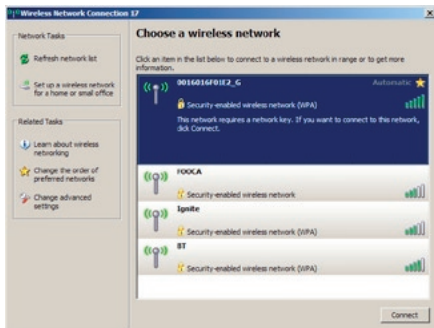 Wireless Network Connection 17
Network Tasks
Refresh network list
Set up a wireless network
for a home or small office
Related Tasks
Learn about wireless
networking
Change the order of
preferred networks
Change advanced
settings
Choose a wireless network
Click an item in the list below to connect to a wireless network in range or to get more
information.
0016016F01E2_G
Automatic
Security-enabled wireless network (WPA)
This network requires a network key. If you want to connect to this network,
click Connect.
FOOCA
Security-enabled wireless network
Ignite
Security-enabled wireless network (WPA)
BT
Security-enabled wireless network (WPA)
Connect